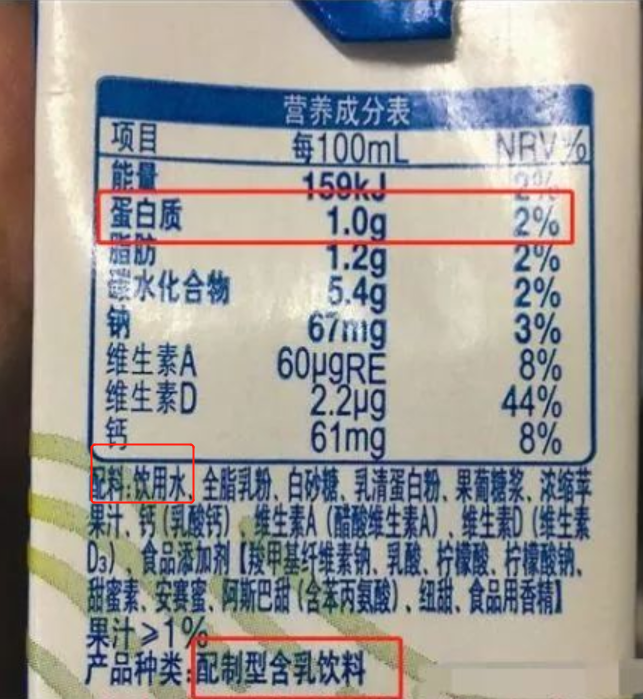 营养成分表
项目 每100mL NRV%
能量 159kJ 2%
蛋白质 1.0g 2%
脂肪 1.2g 2%
碳水化合物 5.4g 2%
钠 67mg 3%
维生素A 60μgRE 8%
维生素D 2.2μg 44%
钙 61mg 8%
配料:饮用水、全脂乳粉、白砂糖、乳清蛋白粉、果葡糖浆、浓缩苹
果汁、钙(乳酸钙)、维生素A(醋酸维生素A)、维生素D(维生素
D₃)、食品添加剂【羧甲基纤维素钠、乳酸、柠檬酸、柠檬酸钠、
甜蜜素、安赛蜜、阿斯巴甜(含苯丙氨酸)、纽甜、食品用香精】
果汁≥1%
产品种类:配制型含乳饮料